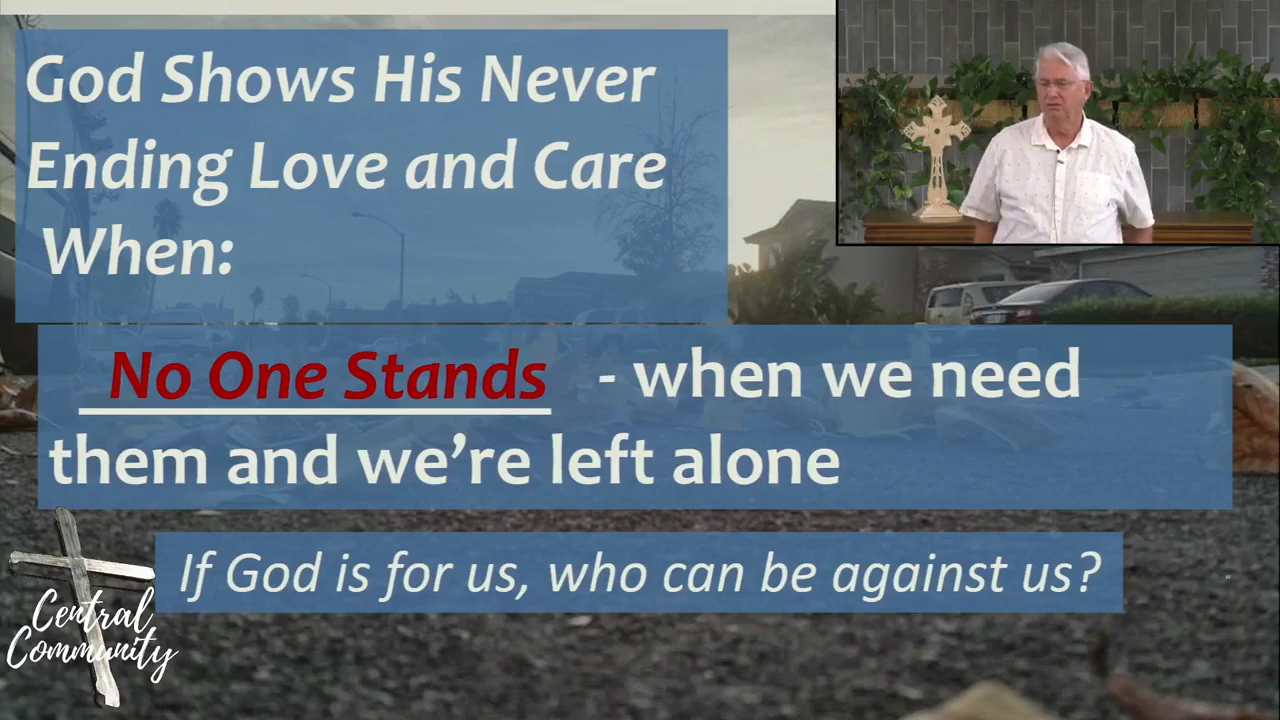 God Shows His Never
Ending Love and Care
When:
No One Stands - when we need
them and we’re left alone
If God is for us, who can be against us?
Central
Community